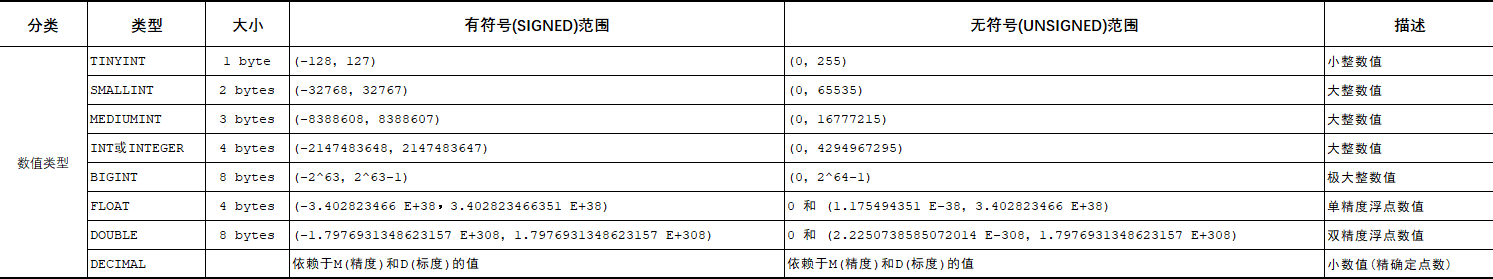 分类 类型 大小 有符号(SIGNED)范围 无符号(UNSIGNED)范围 描述
TINYINT 1 byte (-128, 127) (0, 255) 小整数值
SMALLINT 2 bytes (-32768, 32767) (0, 65535) 大整数值
MEDIUMINT 3 bytes (-8388608, 8388607) (0, 16777215) 大整数值
数值类型 INT或INTEGER 4 bytes (-2147483648, 2147483647) (0, 4294967295) 大整数值
BIGINT 8 bytes (-2^63, 2^63-1) (0, 2^64-1) 极大整数值
FLOAT 4 bytes (-3.402823466 E+38，3.402823466351 E+38) 0 和 (1.175494351 E-38, 3.402823466 E+38) 单精度浮点数值
DOUBLE 8 bytes (-1.7976931348623157 E+308, 1.7976931348623157 E+308) 0 和 (2.2250738585072014 E-308, 1.7976931348623157 E+308) 双精度浮点数值
DECIMAL 依赖于M(精度)和D(标度)的值 依赖于M(精度)和D(标度)的值 小数值(精确定点数)